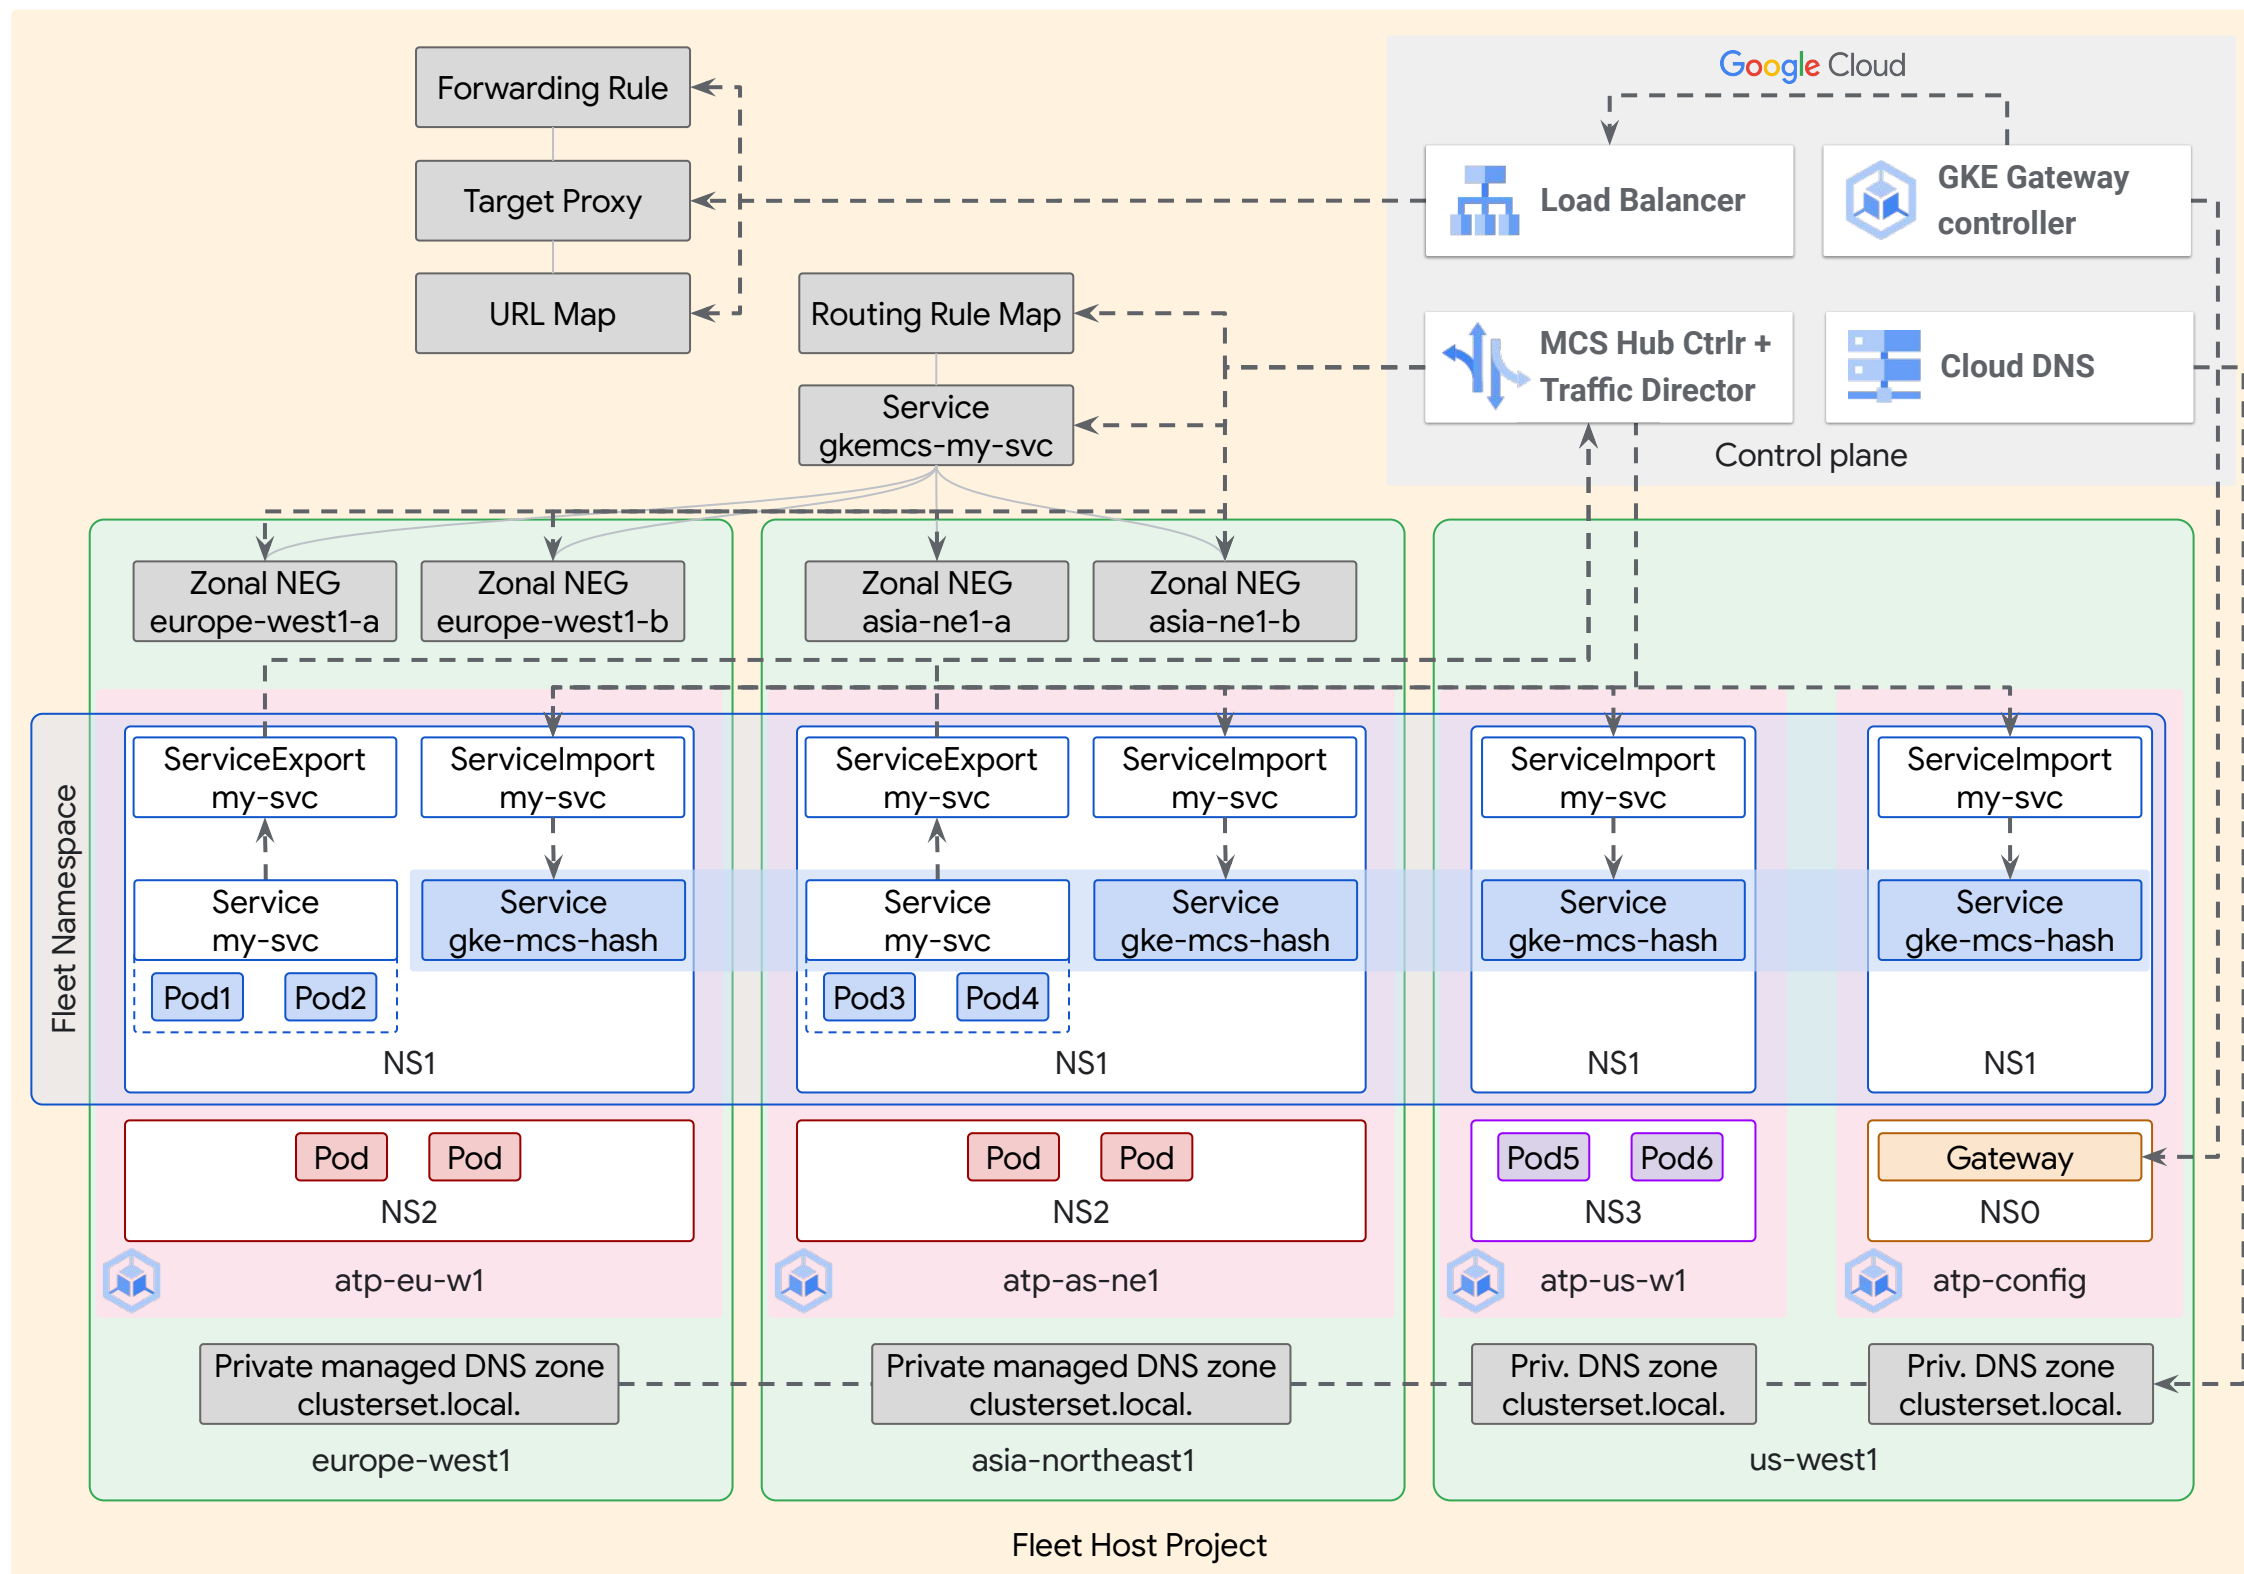 Google Cloud
Forwarding Rule
Target Proxy
URL Map
Routing Rule Map
Service
gkemcs-my-svc
Load Balancer
GKE Gateway
controller
MCS Hub Ctrlr +
Traffic Director
Cloud DNS
Control plane
Zonal NEG
europe-west1-a
Zonal NEG
europe-west1-b
Zonal NEG
asia-ne1-a
Zonal NEG
asia-ne1-b
Fleet Namespace
ServiceExport
my-svc
ServiceImport
my-svc
Service
my-svc
Service
gke-mcs-hash
Pod1
Pod2
NS1
ServiceExport
my-svc
ServiceImport
my-svc
Service
my-svc
Service
gke-mcs-hash
Pod3
Pod4
NS1
ServiceImport
my-svc
Service
gke-mcs-hash
NS1
ServiceImport
my-svc
Service
gke-mcs-hash
NS1
Pod
Pod
NS2
atp-eu-w1
Pod
Pod
NS2
atp-as-ne1
Pod5
Pod6
NS3
atp-us-w1
Gateway
NS0
atp-config
Private managed DNS zone
clusterset.local.
Private managed DNS zone
clusterset.local.
Priv. DNS zone
clusterset.local.
Priv. DNS zone
clusterset.local.
europe-west1
asia-northeast1
us-west1
Fleet Host Project